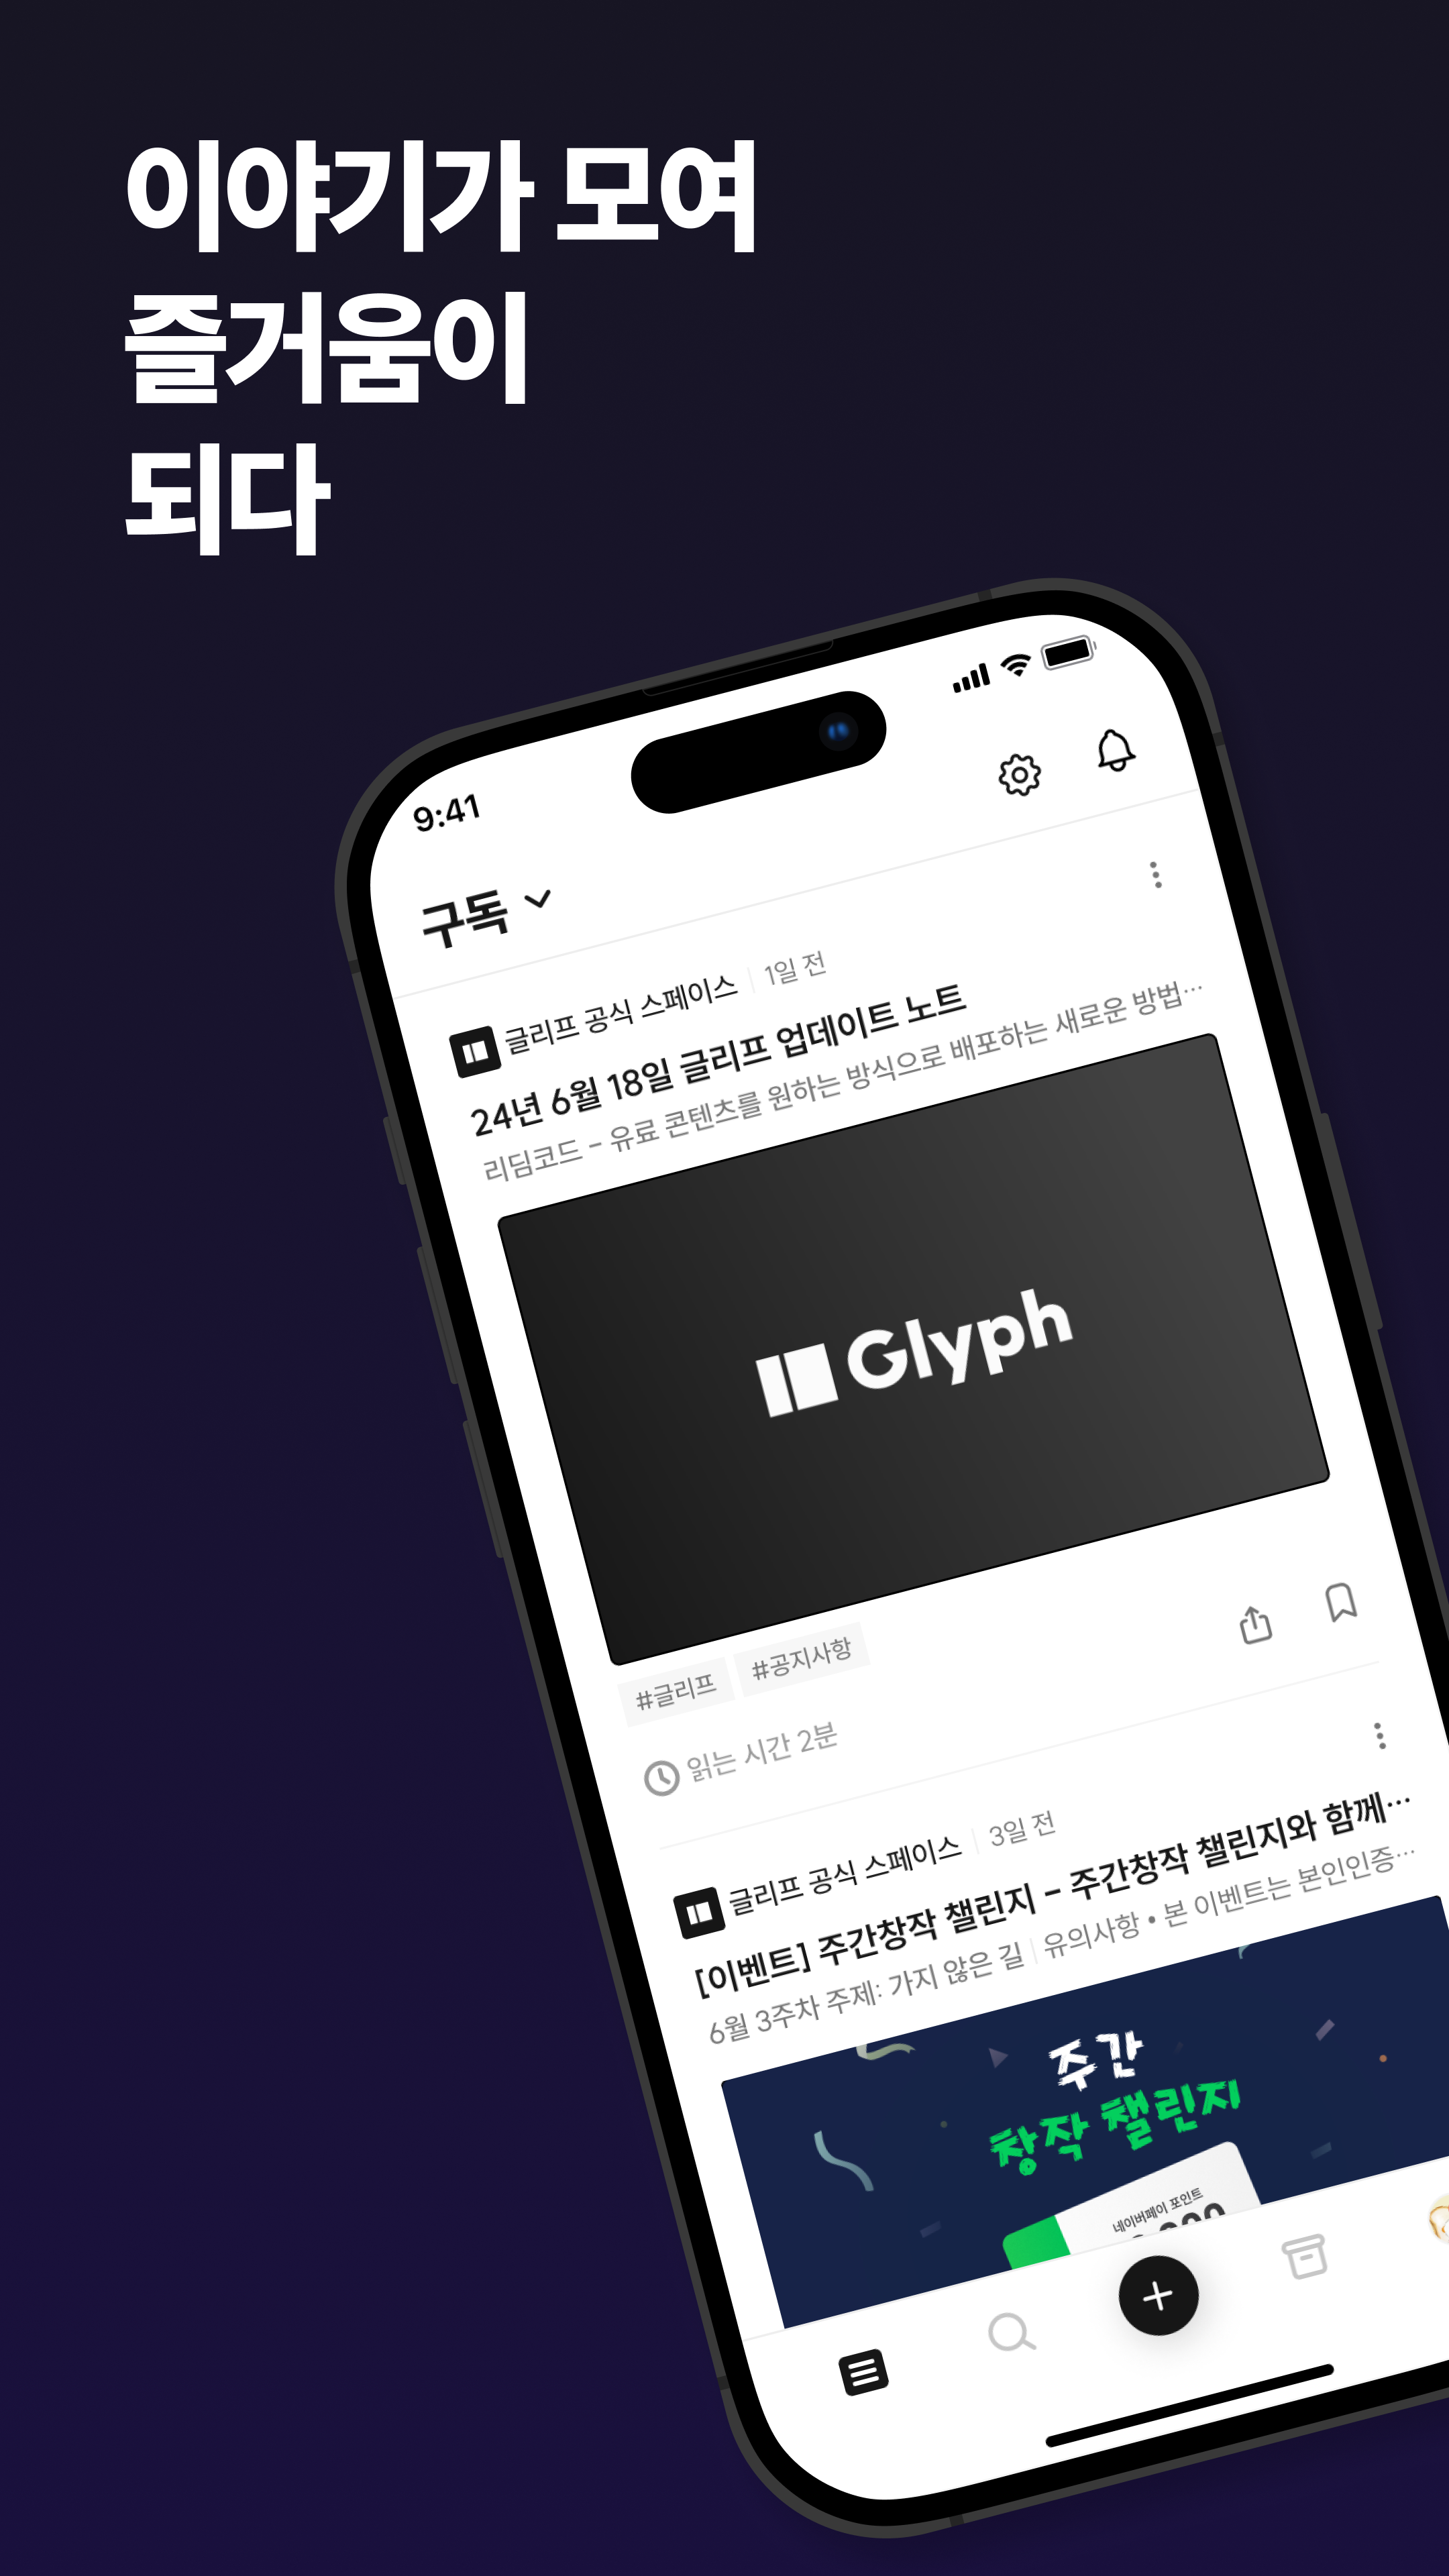 이야기가 모여
즐거움이
되다
9:41
구독
글리프 공식 스페이스 1일 전
24년 6월 18일 글리프 업데이트 노트
리딤코드 - 유료 콘텐츠를 원하는 방식으로 배포하는 새로운 방법…
Glyph
#글리프 #공지사항
읽는 시간 2분
글리프 공식 스페이스 3일 전
[이벤트] 주간창작 챌린지 - 주간창작 챌린지와 함께…
6월 3주차 주제: 가지 않은 길 유의사항 • 본 이벤트는 본인인증…
주간
창작 챌린지
네이버페이 포인트